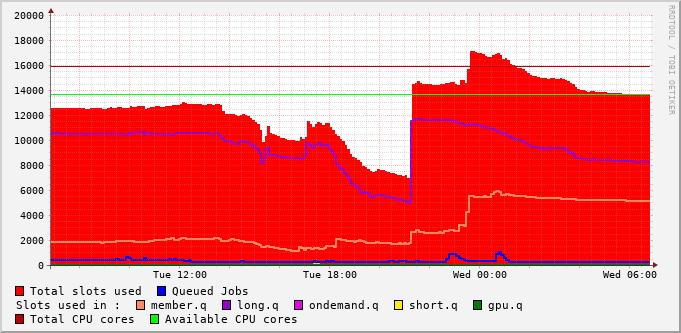 RRDTOOL / TOBI OETIKER
20000
18000
16000
14000
12000
10000
8000
6000
4000
2000
0
Tue 12:00 Tue 18:00 Wed 00:00 Wed 06:00
Total slots used Queued Jobs
Slots used in : member.q long.q ondemand.q short.q gpu.q
Total CPU cores Available CPU cores